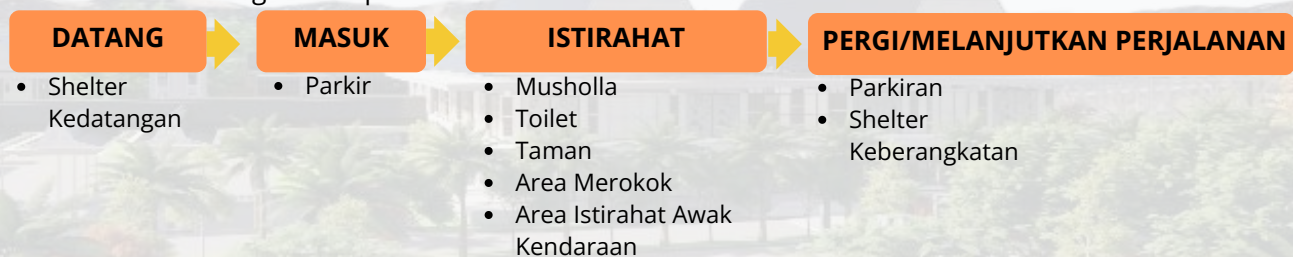 DATANG
MASUK
ISTIRAHAT
PERGI/MELANJUTKAN PERJALANAN
• Shelter
Kedatangan
• Parkir
• Musholla
• Toilet
• Taman
• Area Merokok
• Area Istirahat Awak
Kendaraan
• Parkiran
• Shelter
Keberangkatan